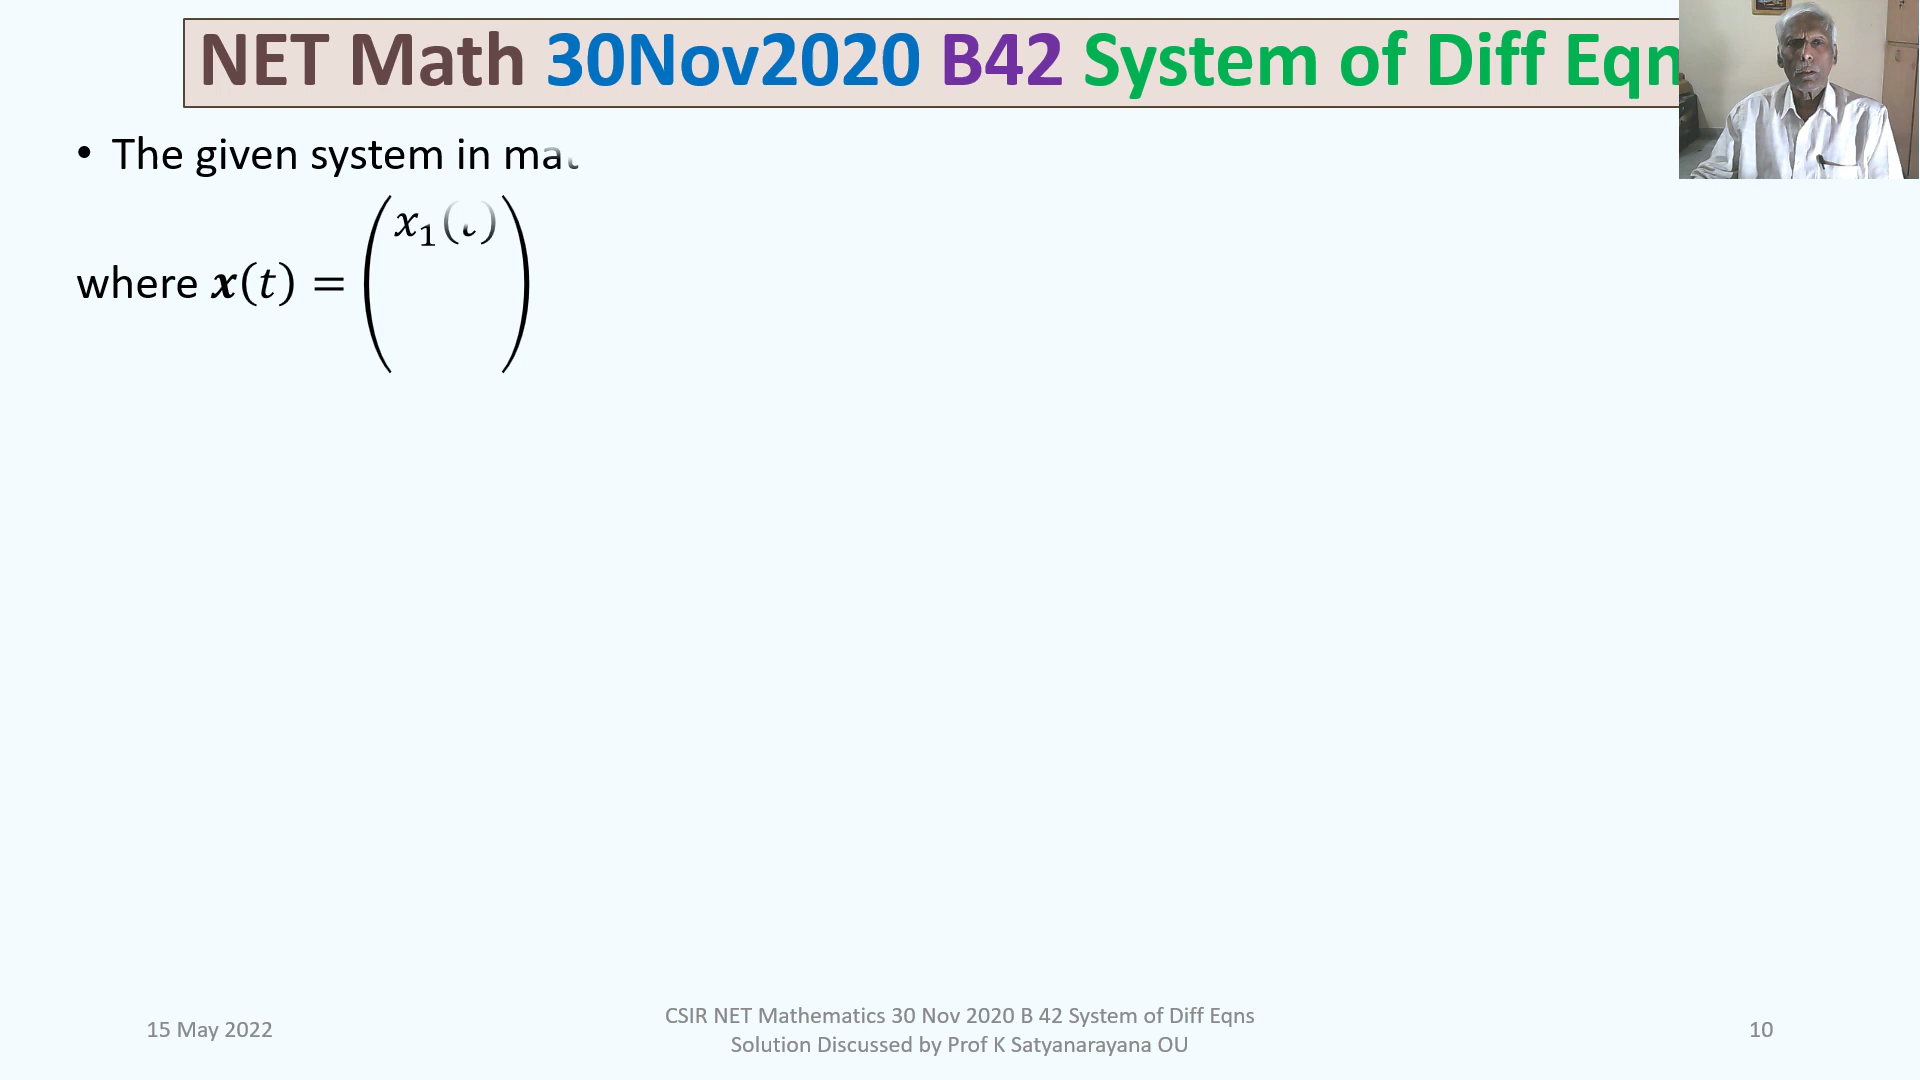 NET Math 30Nov2020 B42 System of Diff Eqn
• The given system in
where x(t) = ( x₁( ) )
15 May 2022
CSIR NET Mathematics 30 Nov 2020 B 42 System of Diff Eqns
Solution Discussed by Prof K Satyanarayana OU
10